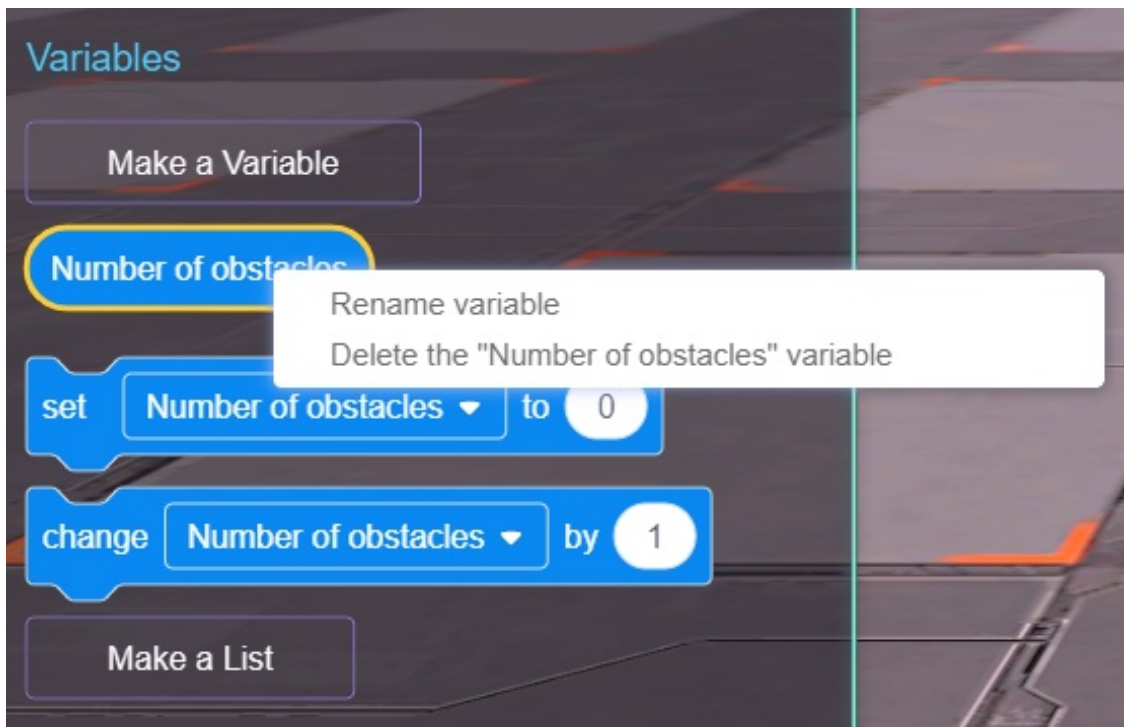 Variables
Make a Variable
Number of obstacles
Rename variable
Delete the "Number of obstacles" variable
set Number of obstacles to 0
change Number of obstacles by 1
Make a List